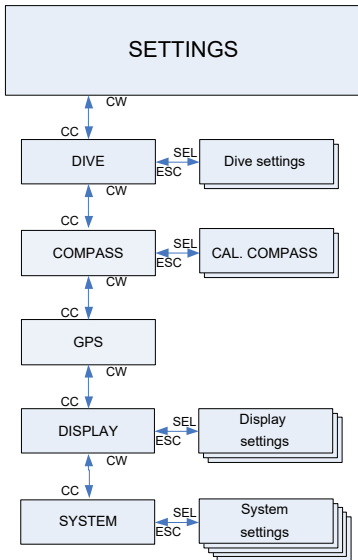 SETTINGS
CW
CC
DIVE
SEL
ESC
Dive settings
CW
CC
COMPASS
SEL
ESC
CAL. COMPASS
CW
CC
GPS
CW
CC
DISPLAY
SEL
ESC
Display
settings
CW
CC
SYSTEM
SEL
ESC
System
settings